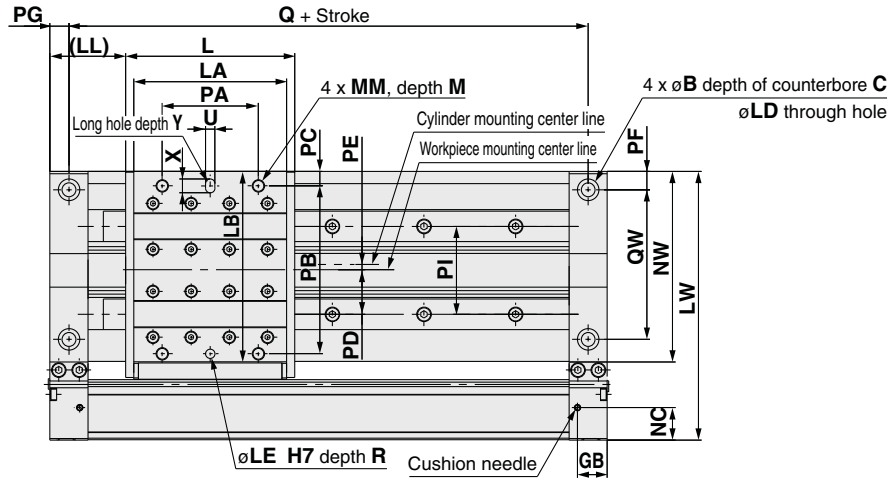 PG
Q + Stroke
(LL)
L
LA
PA
U
4 x MM, depth M
4 x øB depth of counterbore C
øLD through hole
Long hole depth Y
Cylinder mounting center line
Workpiece mounting center line
X
PC
PE
PF
LB
PB
PI
PD
QW
NW
LW
NC
øLE H7 depth R
Cushion needle
GB